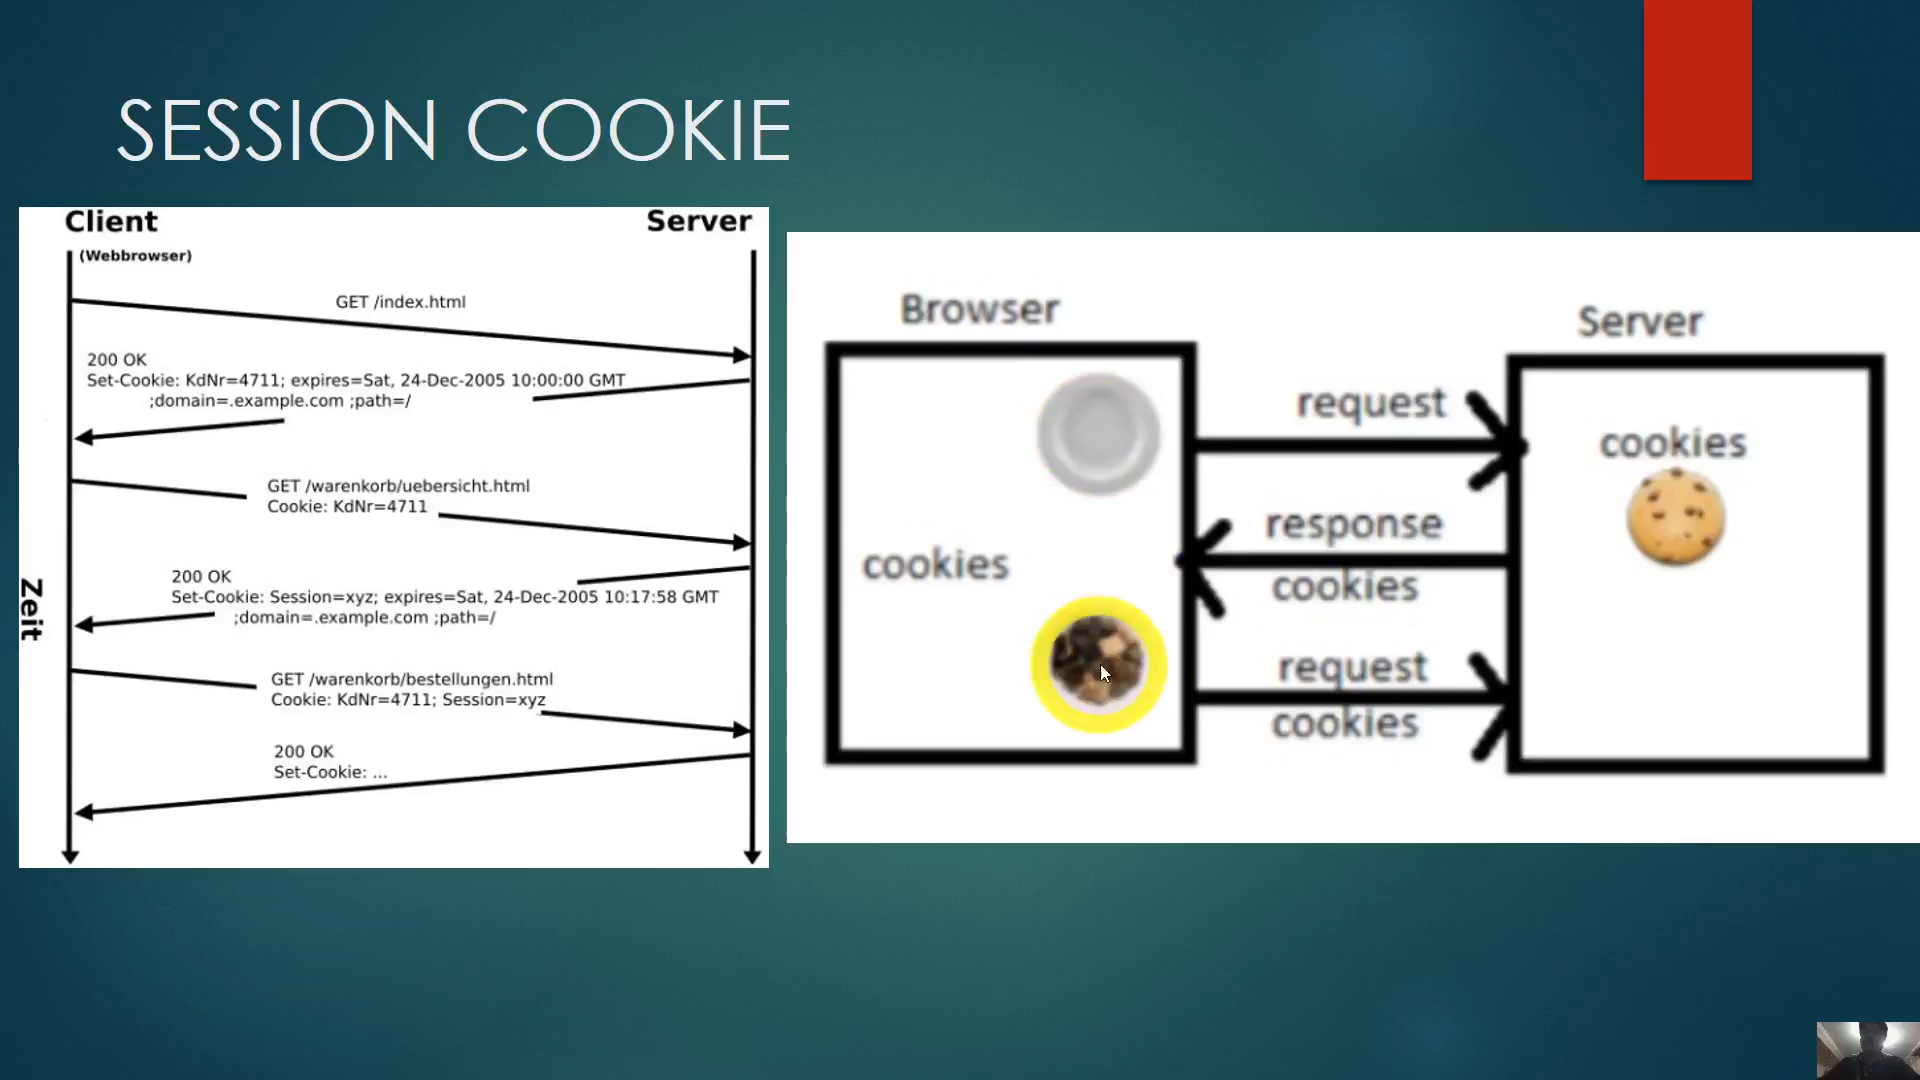 SESSION COOKIE
Client
Server
(Webbrowser)
GET /index.html
200 OK
Set-Cookie: KdNr=4711; expires=Sat, 24-Dec-2005 10:00:00 GMT
;domain=.example.com ;path=/
GET /warenkorb/uebersicht.html
Cookie: KdNr=4711
200 OK
Set-Cookie: Session=xyz; expires=Sat, 24-Dec-2005 10:17:58 GMT
;domain=.example.com ;path=/
Zeit
GET /warenkorb/bestellungen.html
Cookie: KdNr=4711; Session=xyz
200 OK
Set-Cookie: ...
Browser
Server
request
cookies
response
cookies
cookies
request
cookies